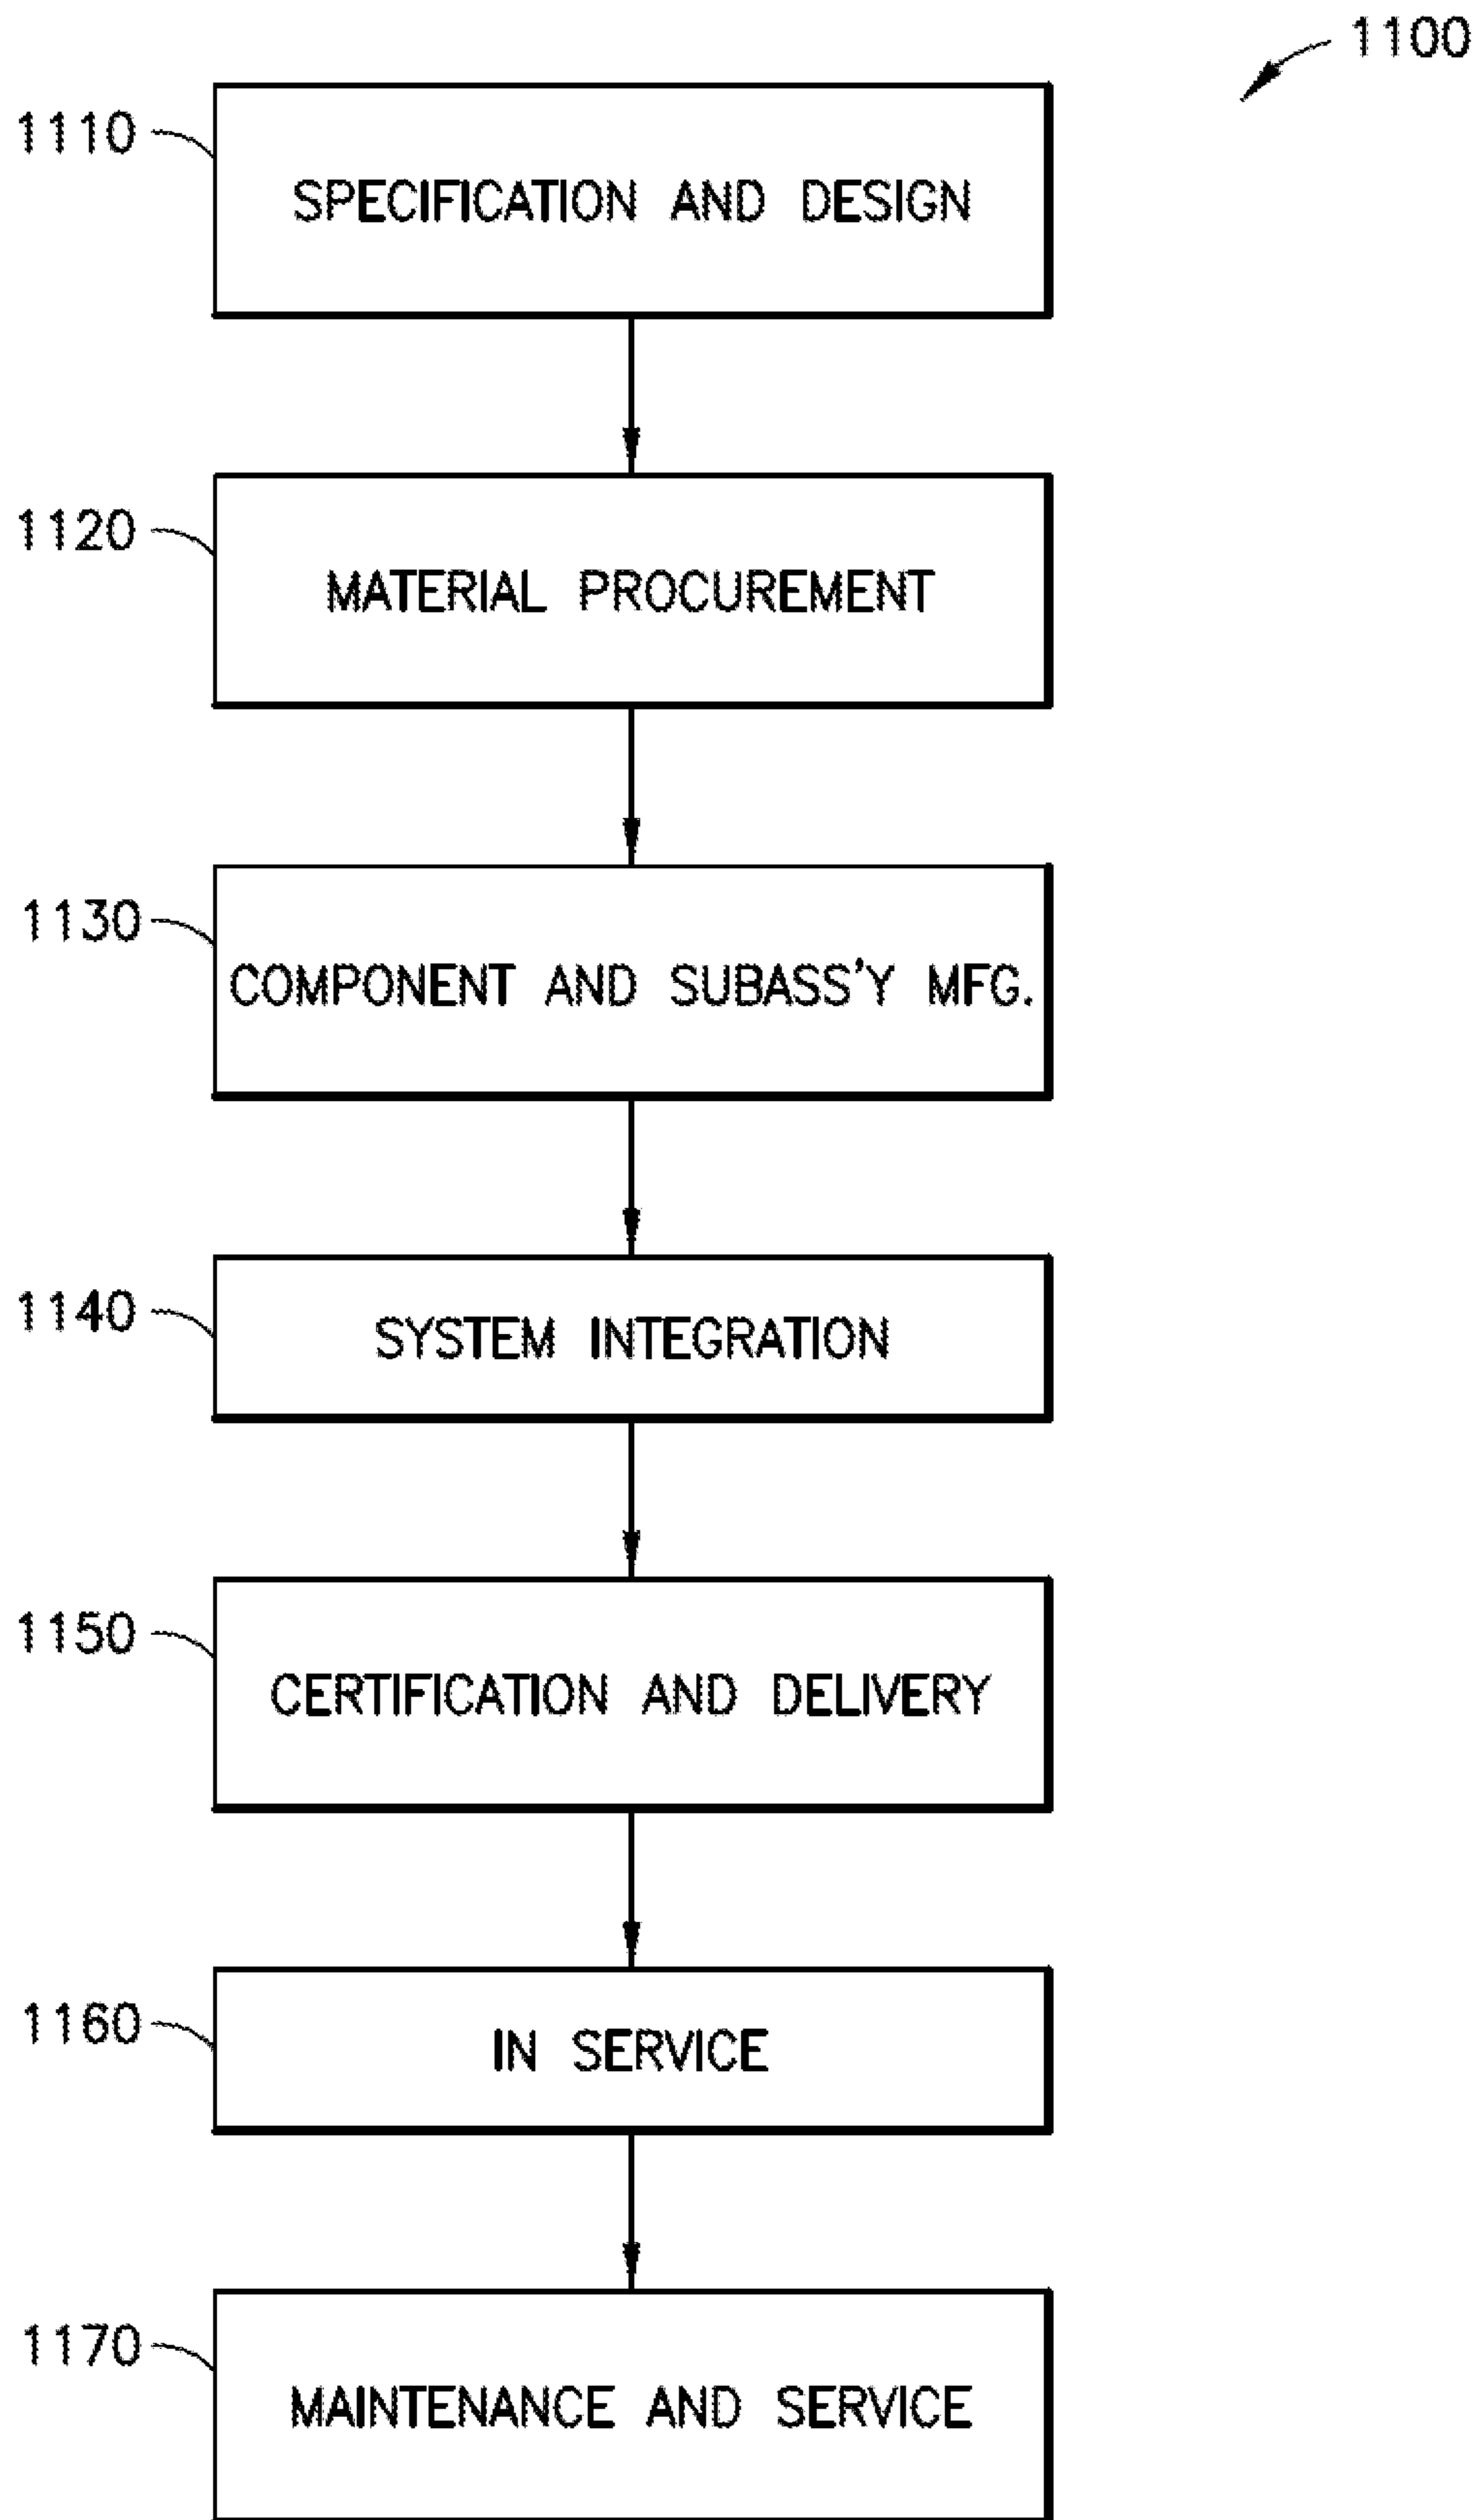 1100
1110
SPECIFICATION AND DESIGN
1120
MATERIAL PROCUREMENT
1130
COMPONENT AND SUBASS'Y MFG.
1140
SYSTEM INTEGRATION
1150
CERTIFICATION AND DELIVERY
1160
IN SERVICE
1170
MAINTENANCE AND SERVICE